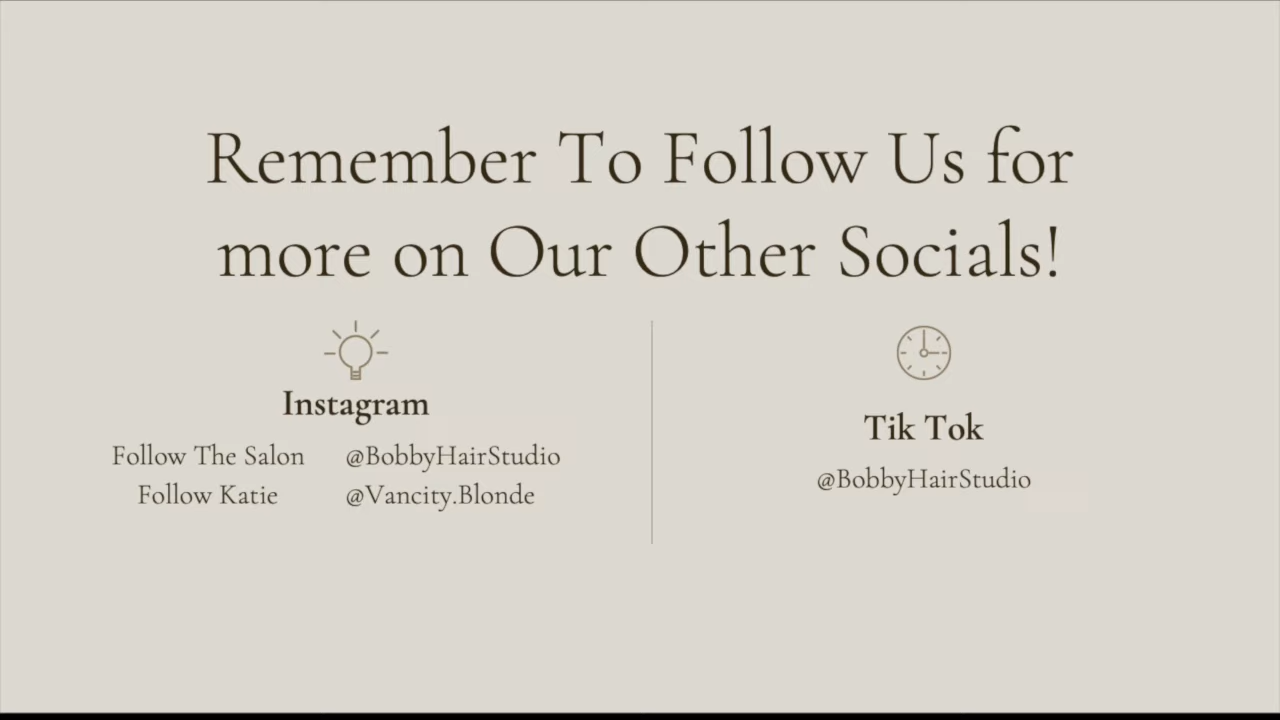 Remember To Follow Us for
more on Our Other Socials!
Instagram
Follow The Salon @BobbyHairStudio
Follow Katie @Vancity.Blonde
Tik Tok
@BobbyHairStudio